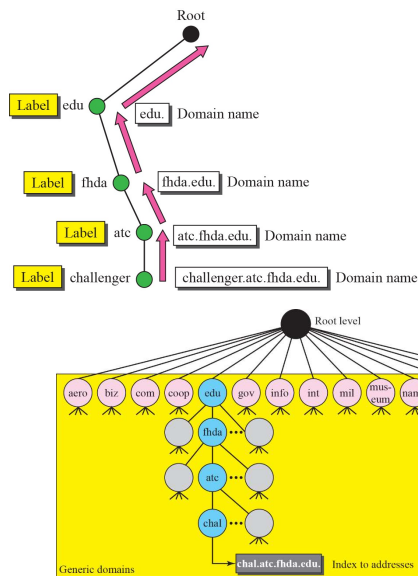 Root
Label edu edu. Domain name
Label fhda fhda.edu. Domain name
Label atc atc.fhda.edu. Domain name
Label challenger challenger.atc.fhda.edu. Domain name
Root level
aero biz com coop edu gov info int mil mus-
eum nam
fhda
atc
chal
chal.atc.fhda.edu. Index to addresses
Generic domains